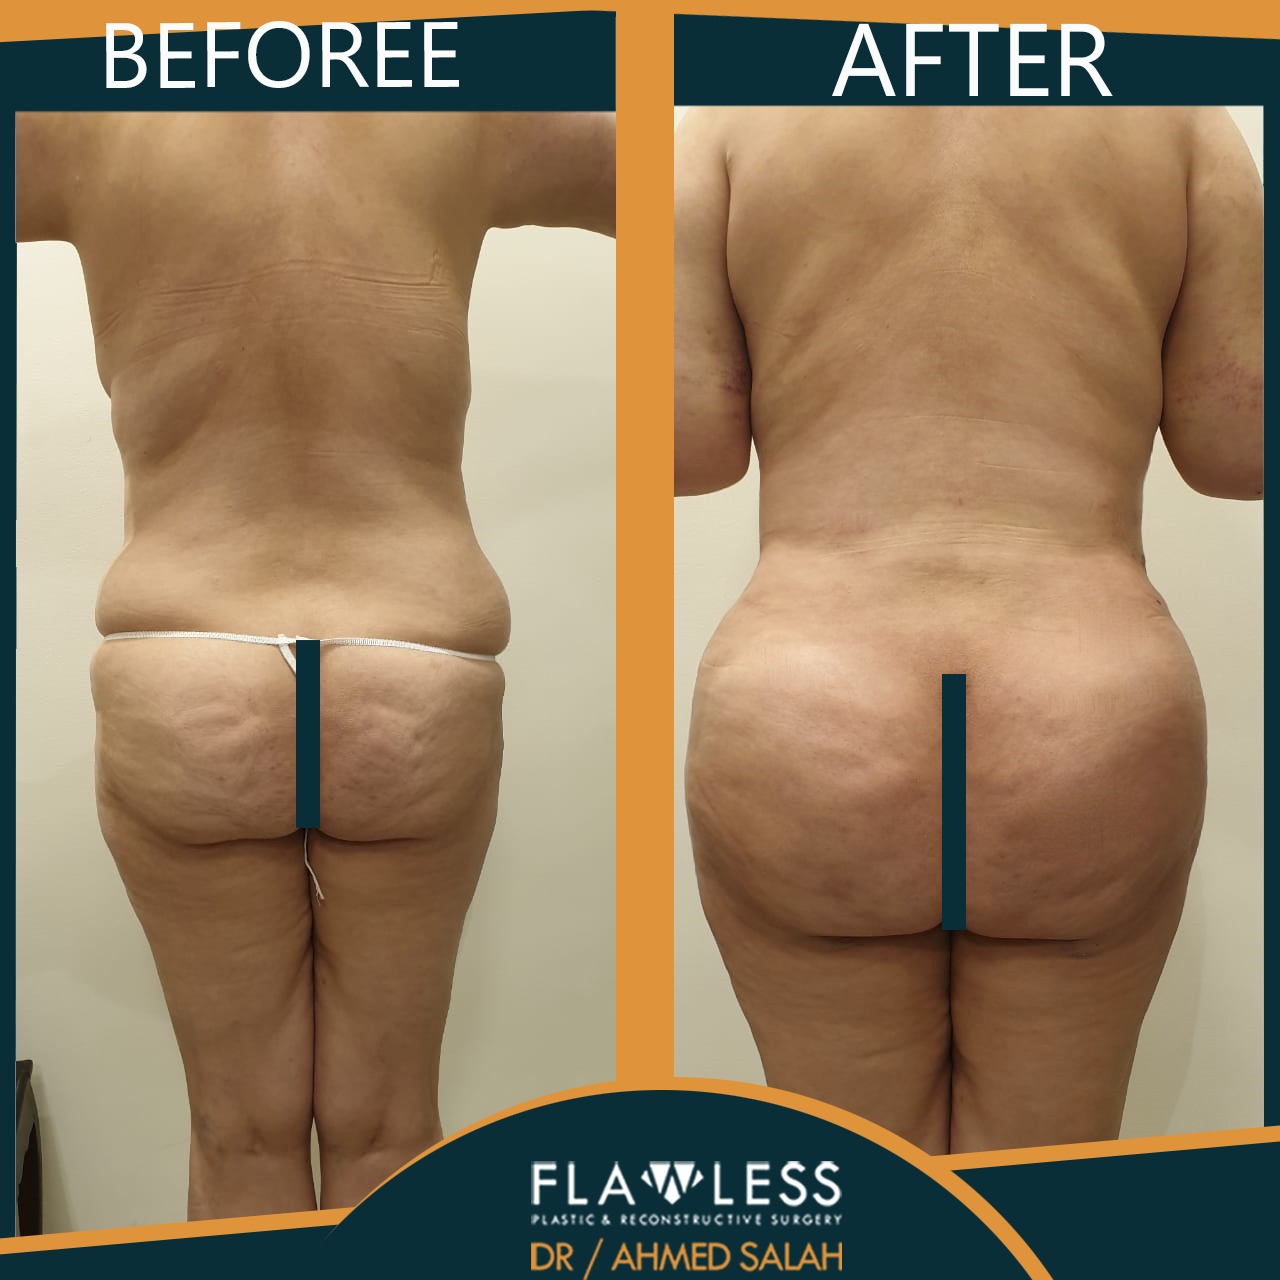 BEFOREE
AFTER
FLAWLESS
PLASTIC & RECONSTRUCTIVE SURGERY
DR / AHMED SALAH